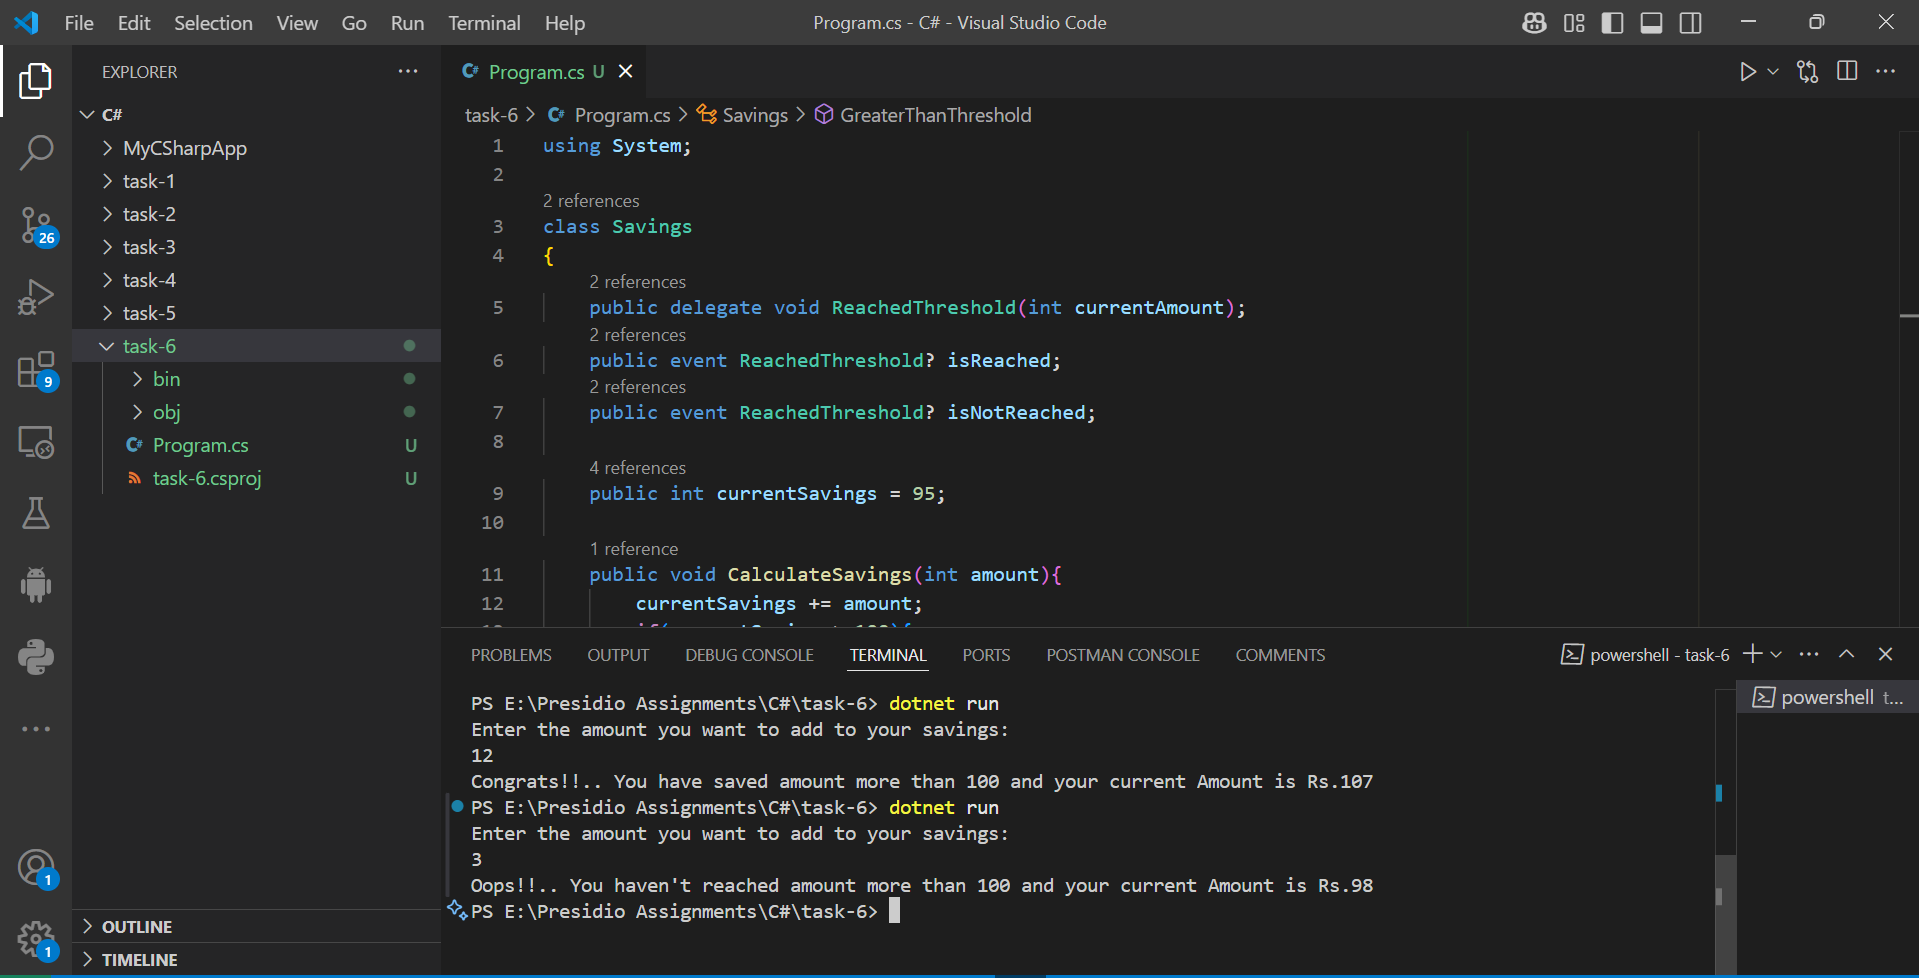 File Edit Selection View Go Run Terminal Help
Program.cs - C# - Visual Studio Code
EXPLORER
C#
MyCSharpApp
task-1
task-2
task-3
task-4
task-5
task-6
bin
obj
C# Program.cs U
task-6.csproj U
OUTLINE
TIMELINE
26
9
1
1
C# Program.cs U
task-6 > C# Program.cs > Savings > GreaterThanThreshold
1 using System;
2
2 references
3 class Savings
4 {
2 references
5 public delegate void ReachedThreshold(int currentAmount);
2 references
6 public event ReachedThreshold? isReached;
2 references
7 public event ReachedThreshold? isNotReached;
8
4 references
9 public int currentSavings = 95;
10
1 reference
11 public void CalculateSavings(int amount){
12 currentSavings += amount;
PROBLEMS OUTPUT DEBUG CONSOLE TERMINAL PORTS POSTMAN CONSOLE COMMENTS
powershell - task-6
powershell t...
PS E:\Presidio Assignments\C#\task-6> dotnet run
Enter the amount you want to add to your savings:
12
Congrats!!.. You have saved amount more than 100 and your current Amount is Rs.107
PS E:\Presidio Assignments\C#\task-6> dotnet run
Enter the amount you want to add to your savings:
3
Oops!!.. You haven't reached amount more than 100 and your current Amount is Rs.98
PS E:\Presidio Assignments\C#\task-6>